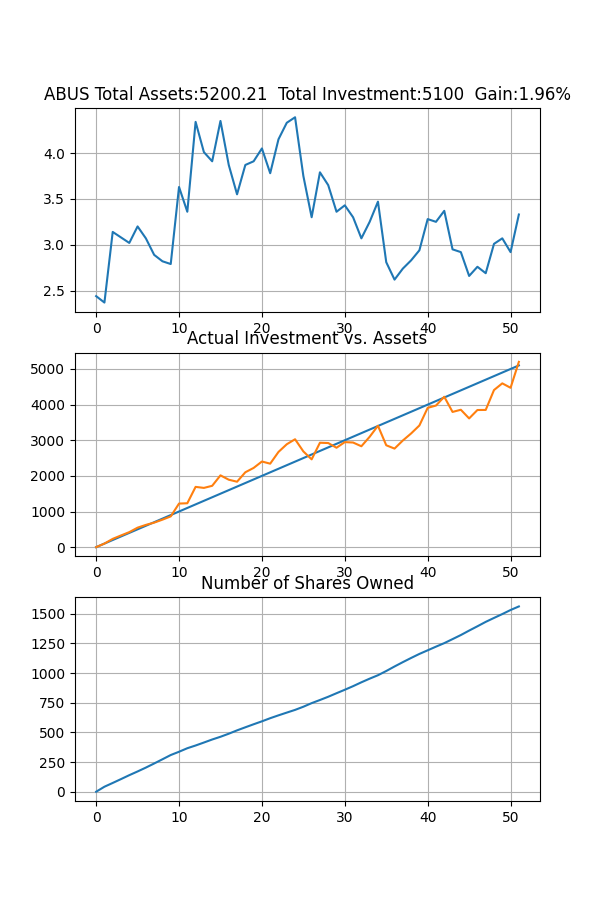 ABUS Total Assets:5200.21  Total Investment:5100  Gain:1.96%
4.0
3.5
3.0
2.5
0 10 20 30 40 50
Actual Investment vs. Assets
5000
4000
3000
2000
1000
0
0 10 20 30 40 50
Number of Shares Owned
1500
1250
1000
750
500
250
0
0 10 20 30 40 50